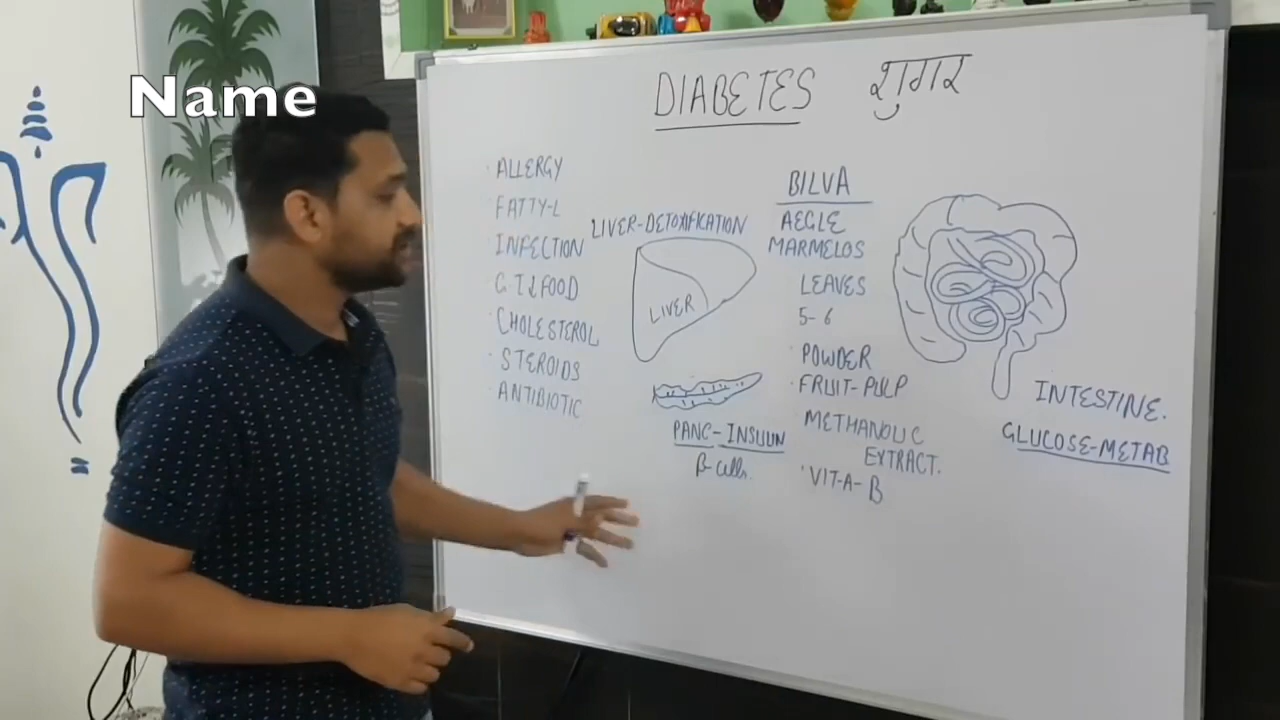 Name
DIABETES शुगर
ALLERGY
FATTY-L
INFECTION
G.T & FOOD
CHOLESTEROL
STEROIDS
ANTIBIOTIC
LIVER-DETOXIFICATION
LIVER
PANC-INSULIN
β-cells.
BILVA
AEGLE
MARMELOS
LEAVES
5-6
POWDER
FRUIT-PULP
METHANOLIC
EXTRACT.
VIT-A-B
INTESTINE.
GLUCOSE-METAB